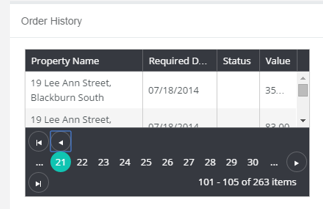 Order History
Property Name Required D... Status Value
19 Lee Ann Street,
Blackburn South 07/18/2014 35...
19 Lee Ann Street,
07/18/2014 83.00
... 21 22 23 24 25 26 27 28 29 30 ...
101 - 105 of 263 items